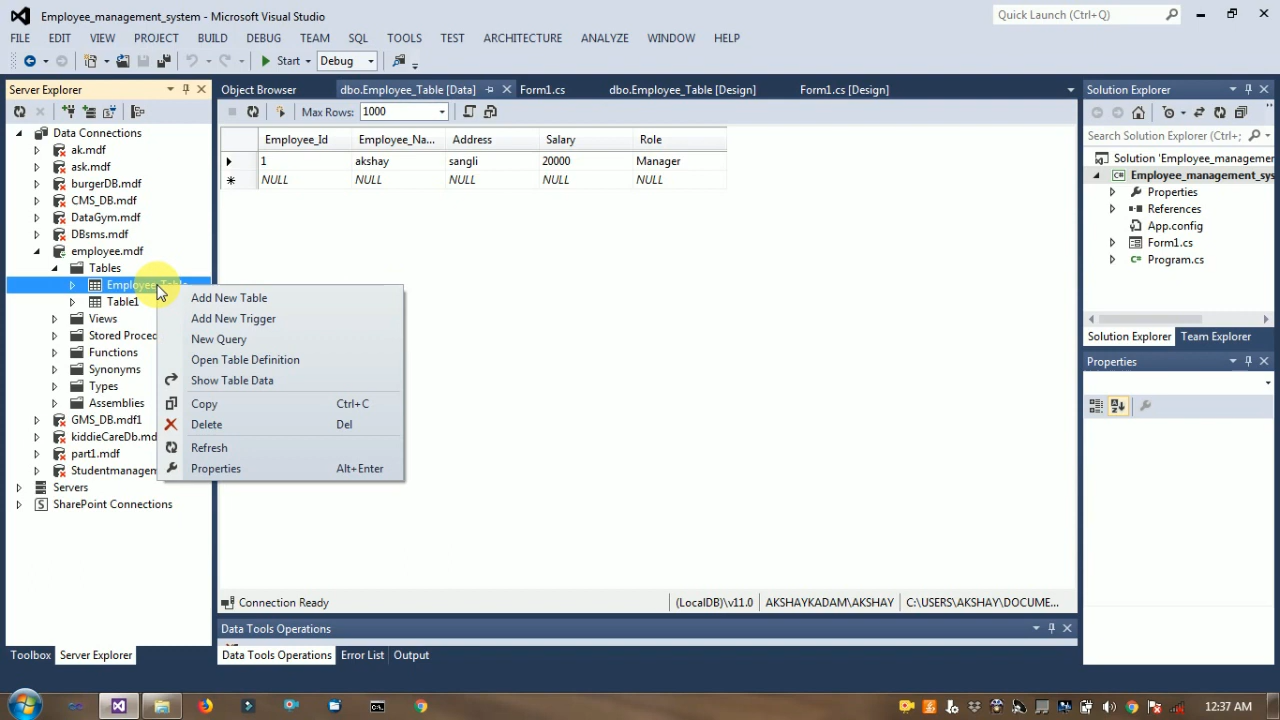 Employee_management_system - Microsoft Visual Studio
Quick Launch (Ctrl+Q)
FILE EDIT VIEW PROJECT BUILD DEBUG TEAM SQL TOOLS TEST ARCHITECTURE ANALYZE WINDOW HELP
Start Debug
Server Explorer
Object Browser dbo.Employee_Table [Data] Form1.cs dbo.Employee_Table [Design] Form1.cs [Design]
Solution Explorer
Max Rows: 1000
Data Connections
ak.mdf
ask.mdf
burgerDB.mdf
CMS_DB.mdf
DataGym.mdf
DBsms.mdf
employee.mdf
Tables
Employee_Table
Table1
Views
Stored Proced
Functions
Synonyms
Types
Assemblies
GMS_DB.mdf1
kiddieCareDb.md
part1.mdf
Studentmanagem
Servers
SharePoint Connections
Toolbox Server Explorer
Employee_Id Employee_Na... Address Salary Role
1 akshay sangli 20000 Manager
NULL NULL NULL NULL NULL
Add New Table
Add New Trigger
New Query
Open Table Definition
Show Table Data
Copy Ctrl+C
Delete Del
Refresh
Properties Alt+Enter
Connection Ready (LocalDB)\v11.0 AKSHAYKADAM\AKSHAY C:\USERS\AKSHAY\DOCUME...
Data Tools Operations
Data Tools Operations Error List Output
Search Solution Explorer (Ctrl+;
Solution 'Employee_managemer
Employee_management_sys
Properties
References
App.config
Form1.cs
Program.cs
Solution Explorer Team Explorer
Properties
12:37 AM